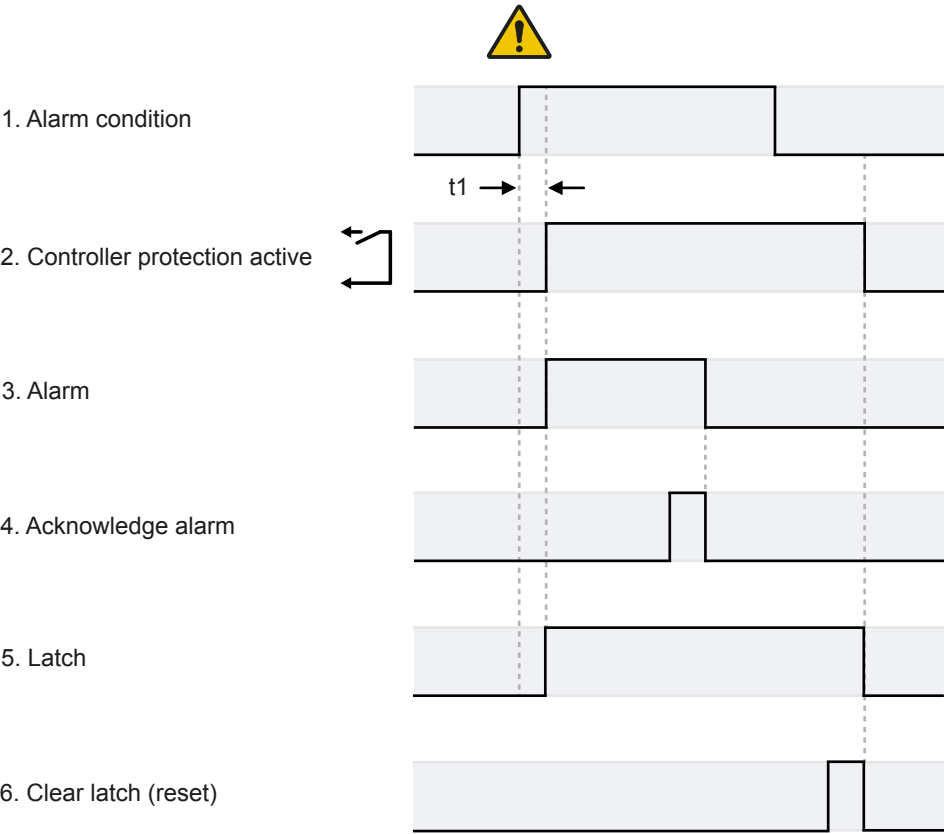 1. Alarm condition
t1
2. Controller protection active
3. Alarm
4. Acknowledge alarm
5. Latch
6. Clear latch (reset)